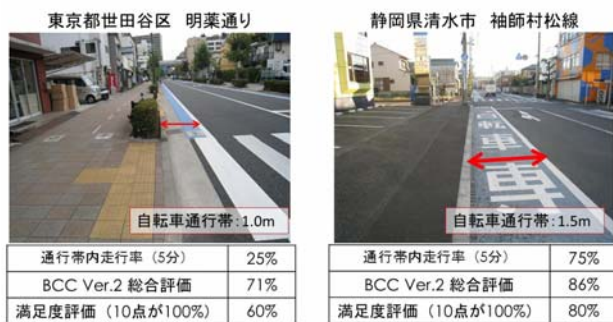 東京都世田谷区 明薬通り
静岡県清水市 袖師村松線
自転車通行帯:1.0m
自転車通行帯:1.5m
通行帯内走行率（5分） 25%
BCC Ver.2 総合評価 71%
満足度評価（10点が100%） 60%
通行帯内走行率（5分） 75%
BCC Ver.2 総合評価 86%
満足度評価（10点が100%） 80%